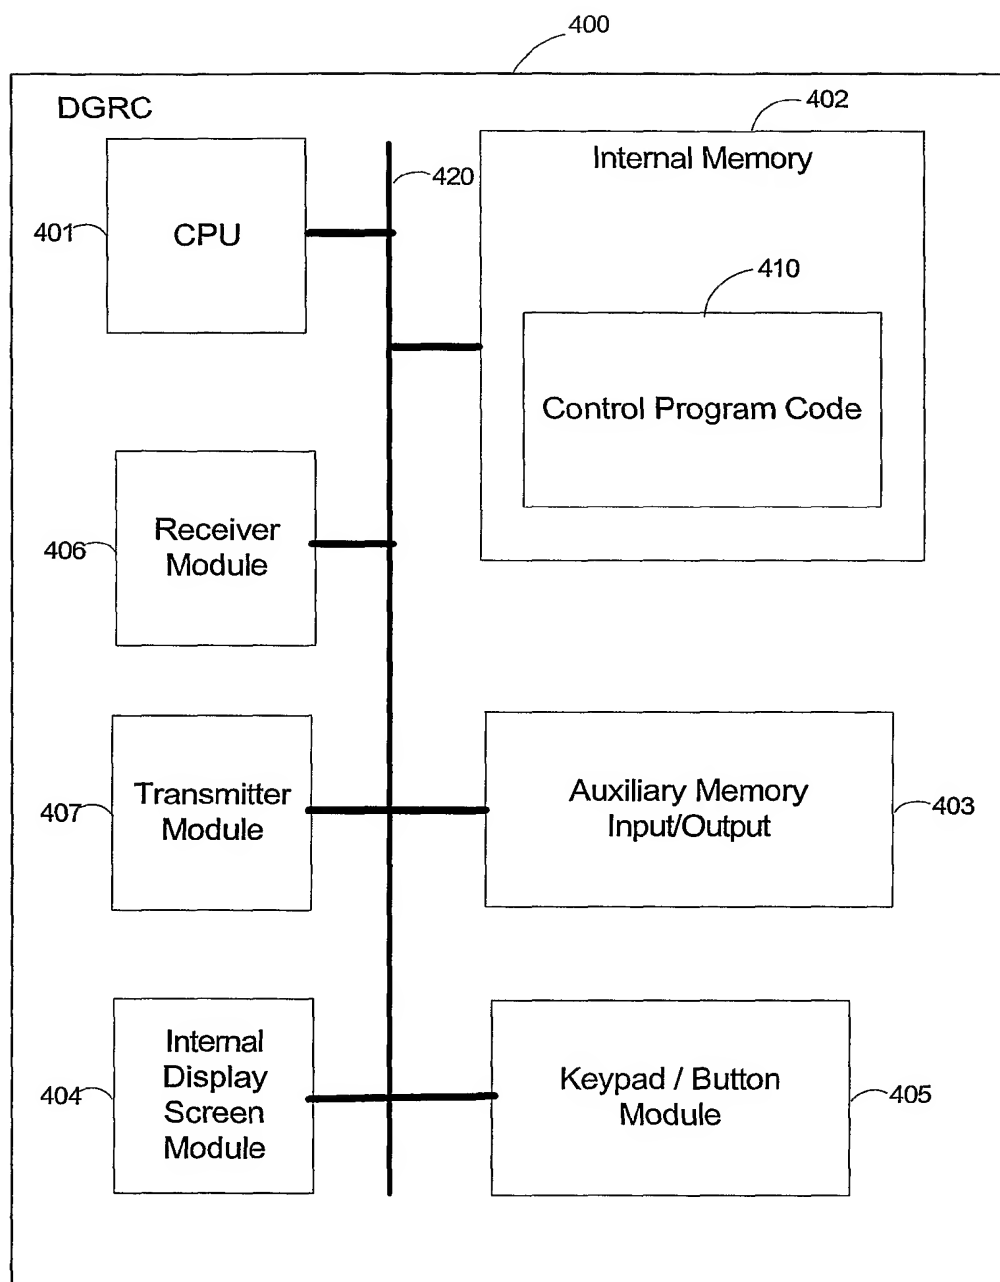 400
DGRC
402
Internal Memory
420
401
CPU
410
Control Program Code
406
Receiver
Module
407
Transmitter
Module
Auxiliary Memory
Input/Output
403
404
Internal
Display
Screen
Module
Keypad / Button
Module
405